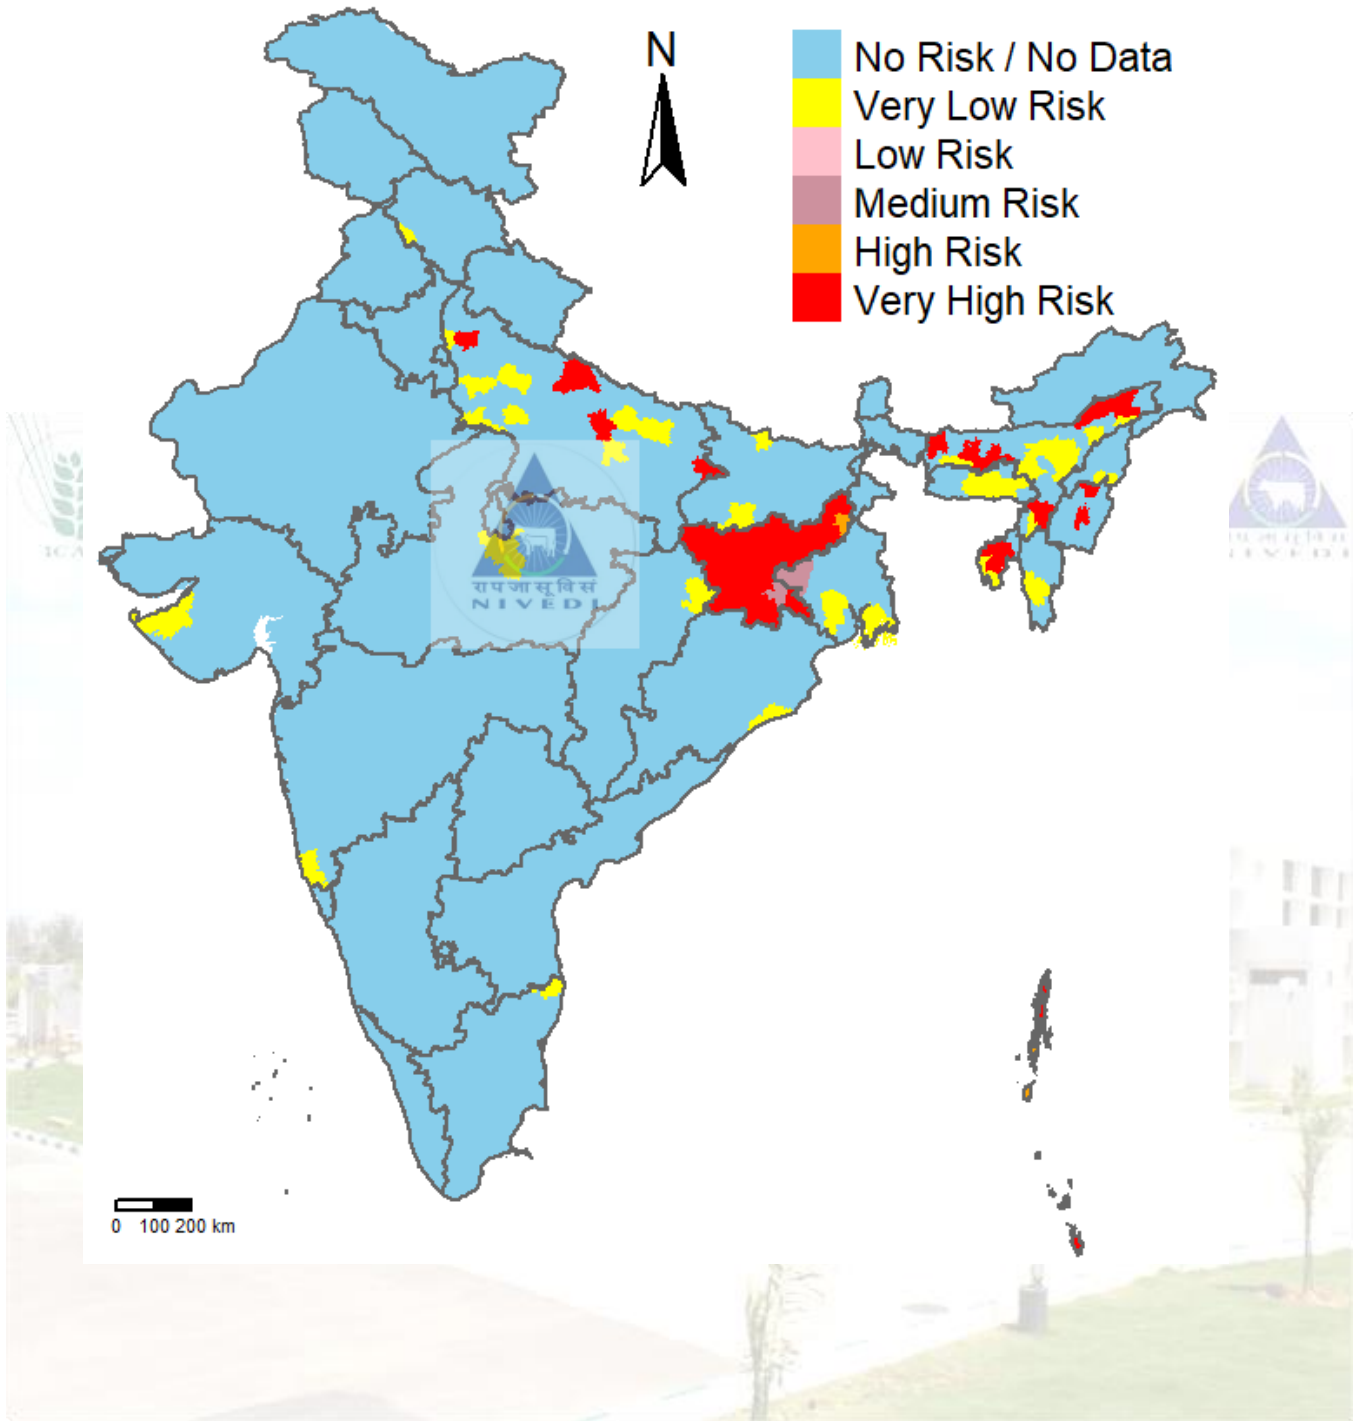 N
No Risk / No Data
Very Low Risk
Low Risk
Medium Risk
High Risk
Very High Risk
रापजासूविसं
NIVEDI
NIVEDI
0 100 200 km